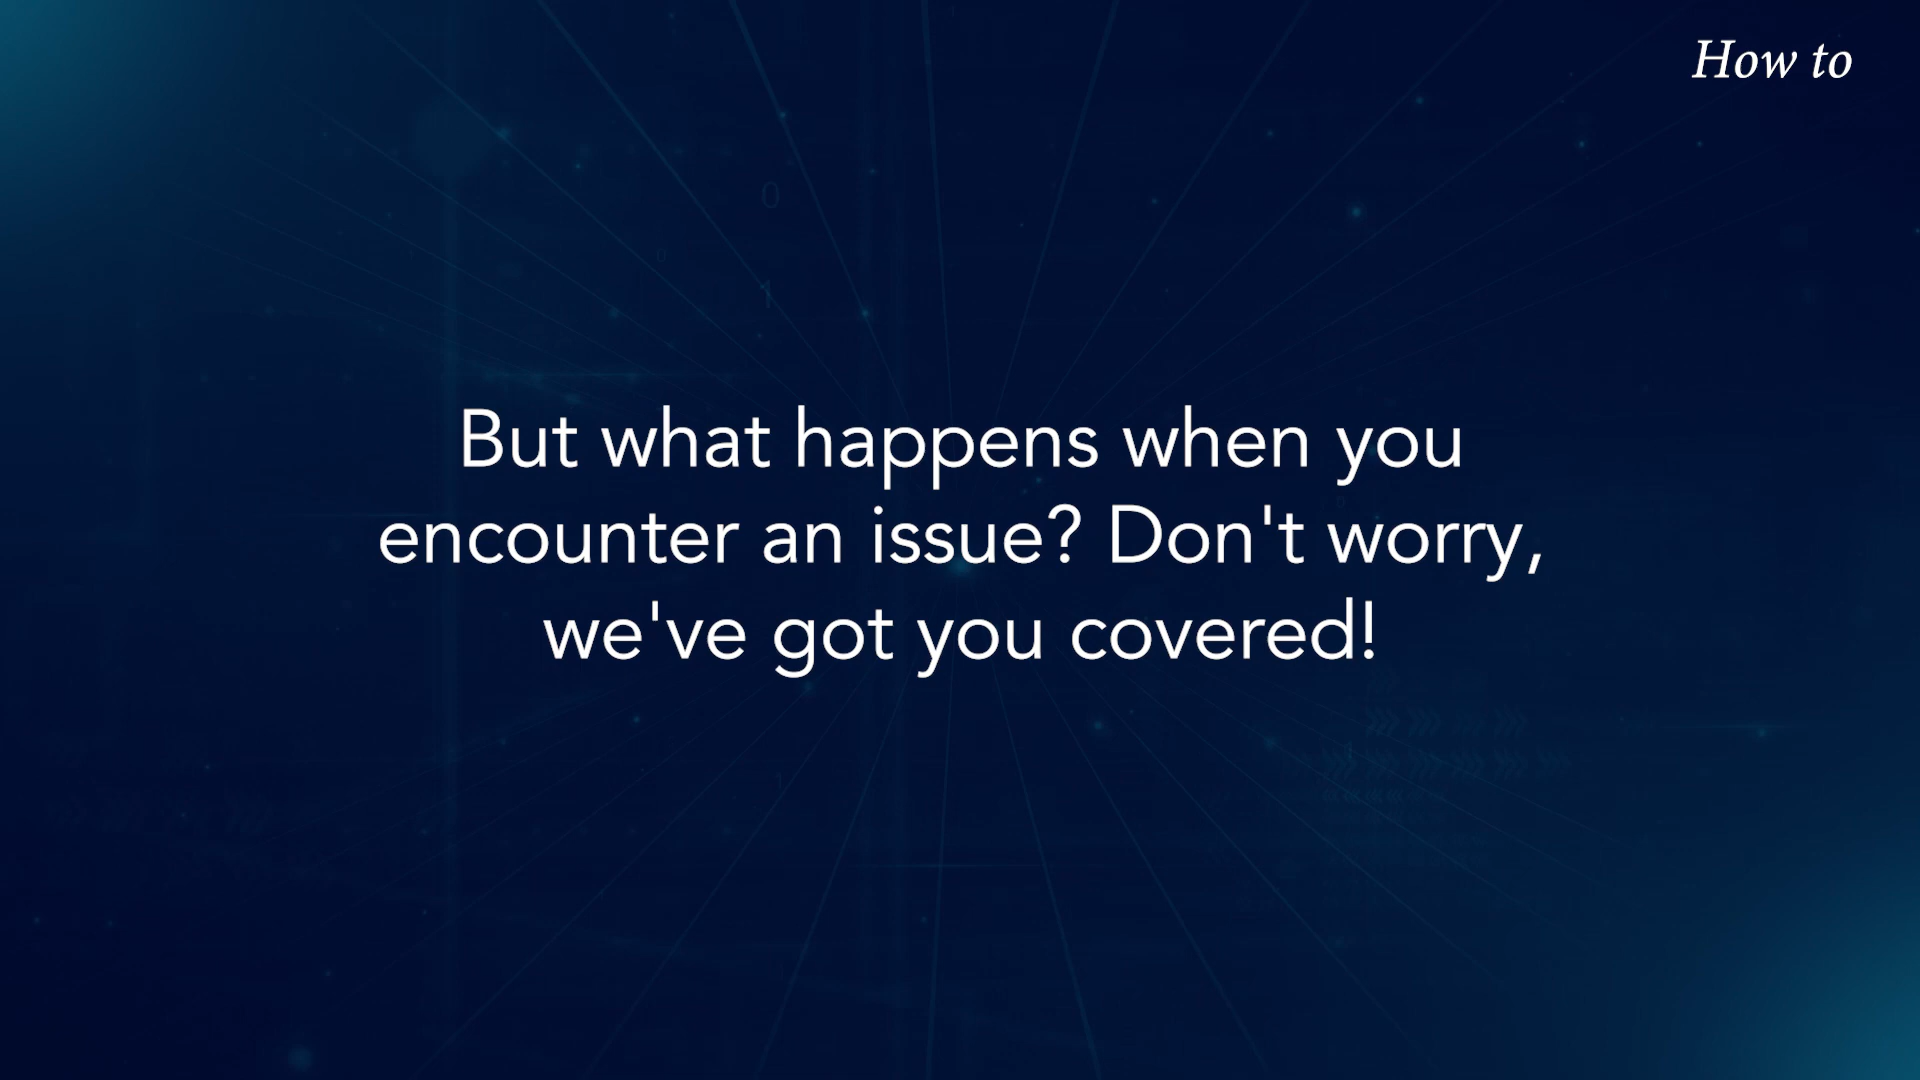 How to
But what happens when you
encounter an issue? Don't worry,
we've got you covered!